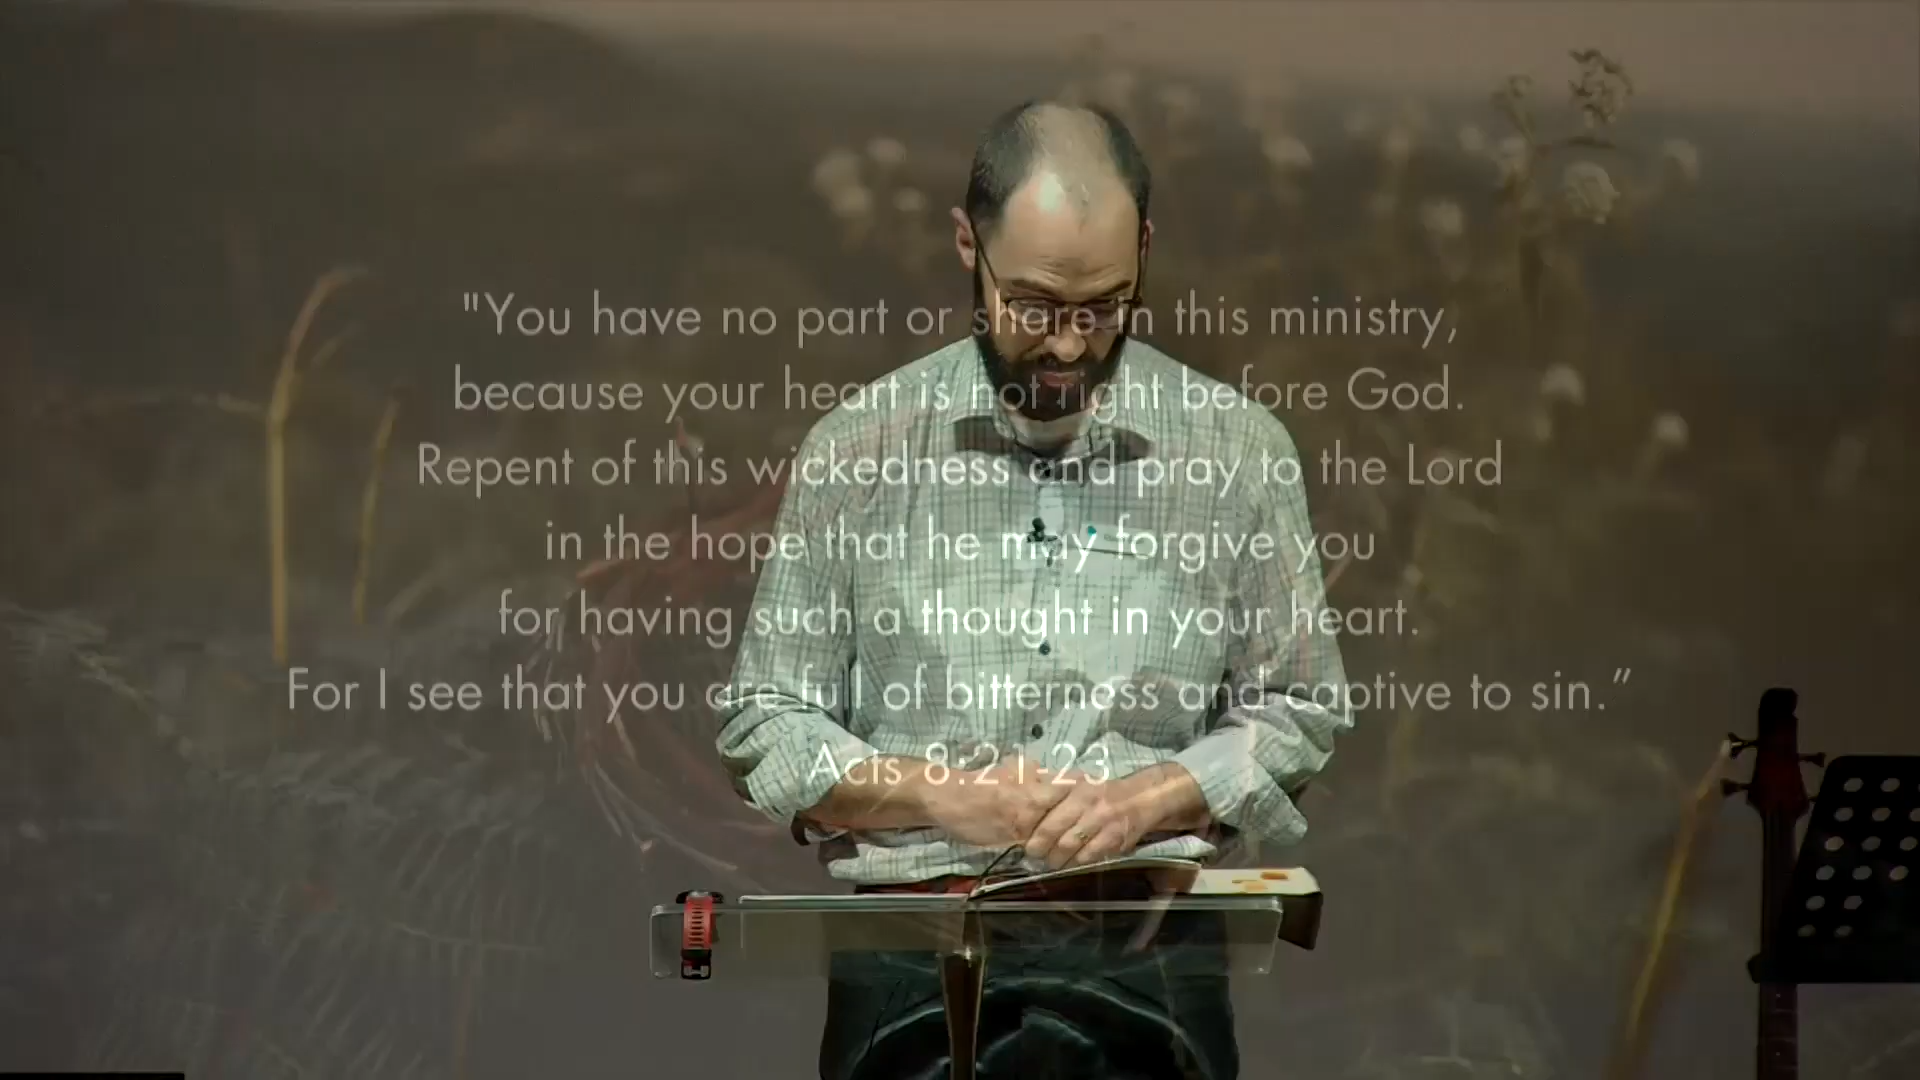 "You have no part or share in this ministry,
because your heart is not right before God.
Repent of this wickedness and pray to the Lord
in the hope that he may forgive you
for having such a thought in your heart.
For I see that you are full of bitterness and captive to sin.”
Acts 8:21-23